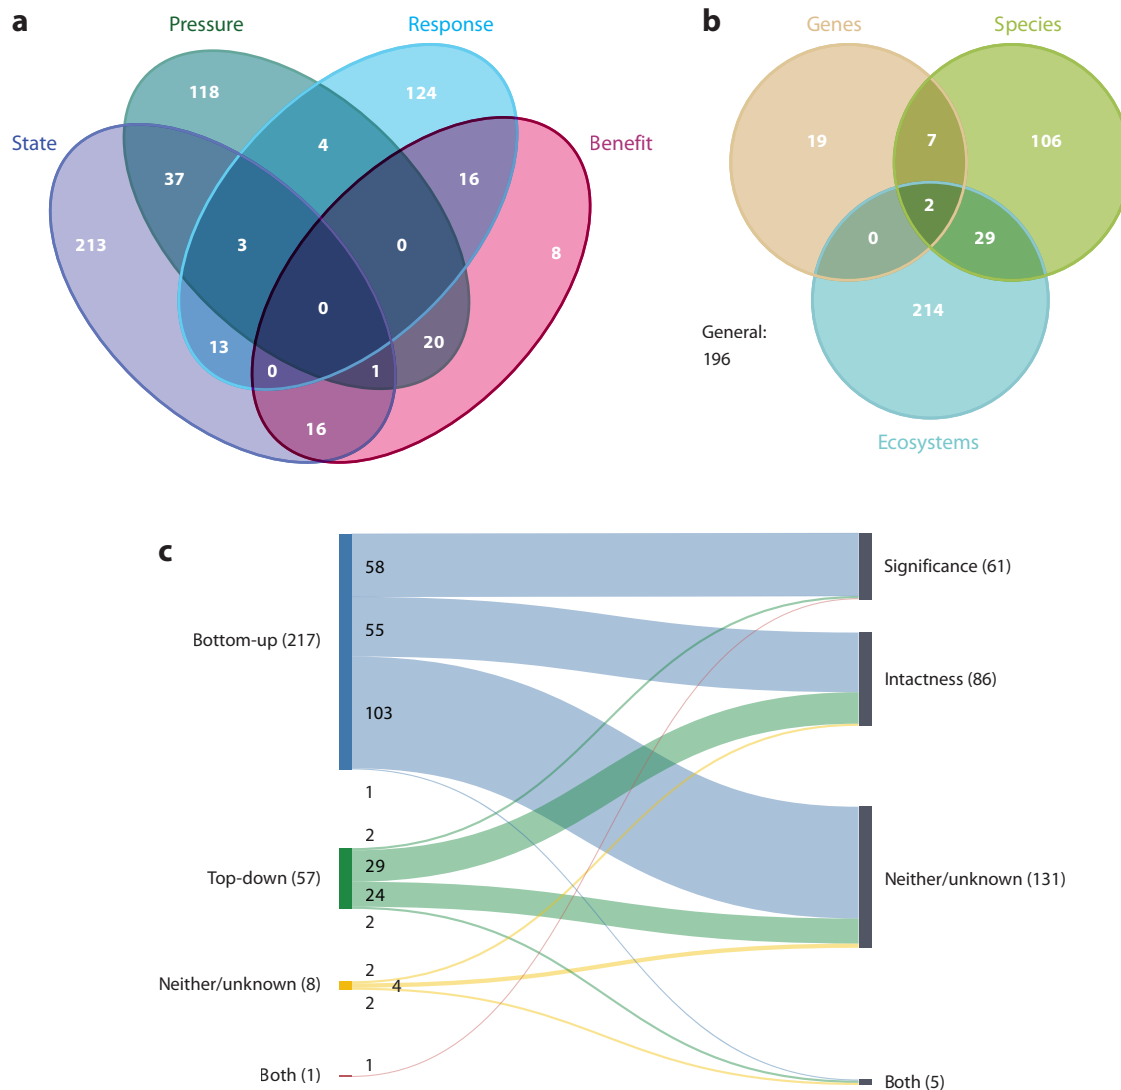 a
Pressure
Response
State
Benefit
118
124
4
37
16
213
3
0
8
0
13
20
0
1
16
b
Genes
Species
19
7
106
2
0
29
214
General:
196
Ecosystems
c
58
Significance (61)
55
Bottom-up (217)
Intactness (86)
103
1
2
29
Top-down (57)
24
Neither/unknown (131)
2
2
Neither/unknown (8)
4
2
1
Both (1)
Both (5)